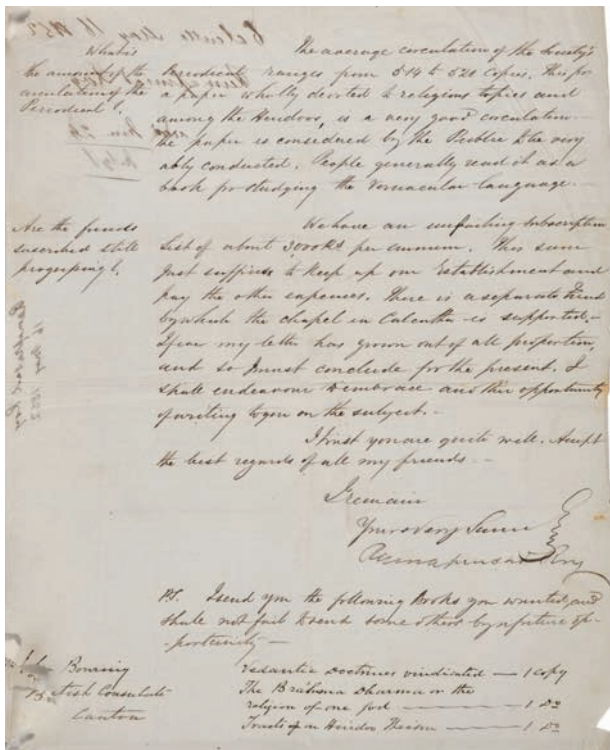 What is
the amount of the
circulation of the
Periodical?
The average circulation of the Society's
Periodical ranges from 514 to 520 Copies. This for
a paper wholly devoted to religious topics and
among the Hindoos, is a very good circulation
the paper is considered by the Public to be very
ably conducted. People generally read it as a
book for studying the vernacular language. —
Are the funds
suscribed still
progressing?
We have an unfailing subscription
List of about 3,000 Rs per annum. This sum
just suffices to keep up our Establishment and
pay the other expenses. There is a separate Fund
by which the chapel in Calcutta is supported. —
I fear my letter has grown out of all proportion,
and so I must conclude for the present. I
shall endeavour to embrace another opportunity
of writing to you on the subject. —
I trust you are quite well. Accept
the best regards of all my friends —
I remain
Yours very Sincere
Ramapersad Roy
P.S. I send you the following Books you wanted, and
shall not fail to send some others by a future op-
-portunity —
Bowring
Consulate
Canton
Vedantic Doctrines vindicated — 1 Copy
The Brahma Dharma or the
religion of one God — 1 Do
Tracts on Hindoo Theism — 1 Do